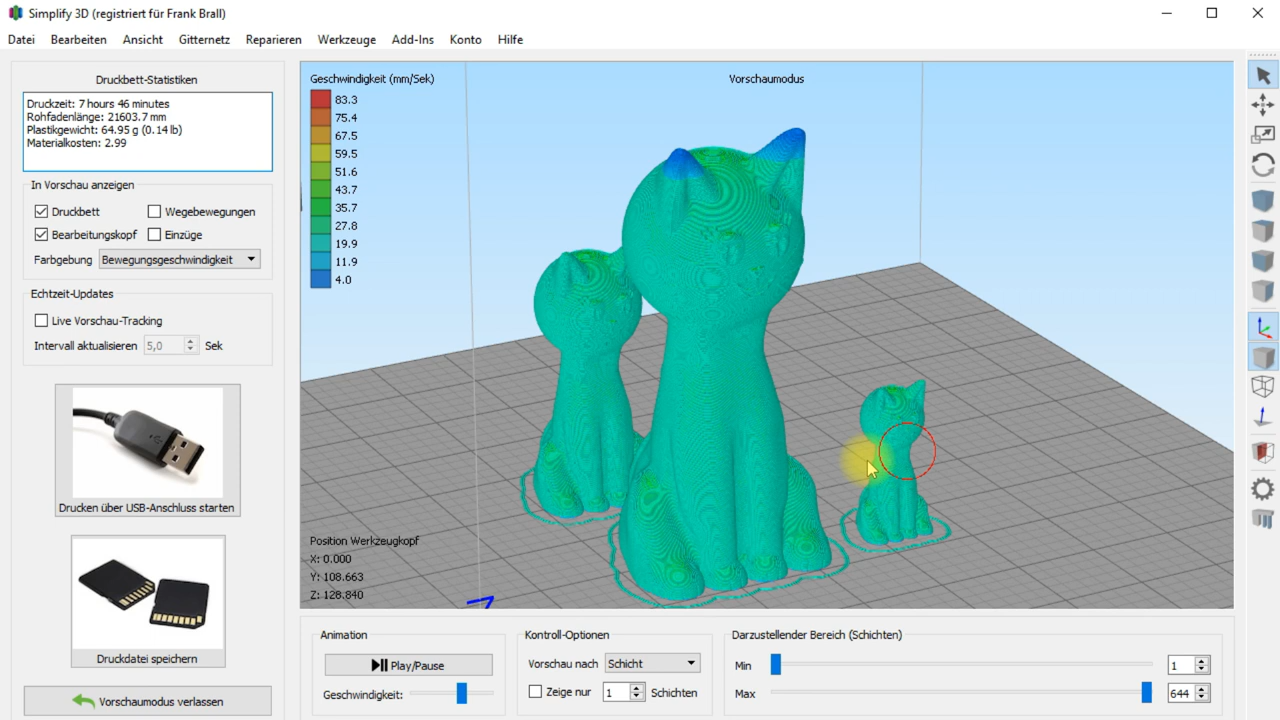 Simplify 3D (registriert für Frank Brall)
Datei Bearbeiten Ansicht Gitternetz Reparieren Werkzeuge Add-Ins Konto Hilfe
Druckbett-Statistiken
Druckzeit: 7 hours 46 minutes
Rohfadenlänge: 21603.7 mm
Plastikgewicht: 64.95 g (0.14 lb)
Materialkosten: 2.99
In Vorschau anzeigen
Druckbett Wegebewegungen
Bearbeitungskopf Einzüge
Farbgebung Bewegungsgeschwindigkeit
Echtzeit-Updates
Live Vorschau-Tracking
Intervall aktualisieren 5,0 Sek
Drucken über USB-Anschluss starten
Druckdatei speichern
Vorschaumodus verlassen
Geschwindigkeit (mm/Sek)
83.3
75.4
67.5
59.5
51.6
43.7
35.7
27.8
19.9
11.9
4.0
Vorschaumodus
Position Werkzeugkopf
X: 0.000
Y: 108.663
Z: 128.840
Animation
Play/Pause
Geschwindigkeit:
Kontroll-Optionen
Vorschau nach Schicht
Zeige nur 1 Schichten
Darzustellender Bereich (Schichten)
Min 1
Max 644